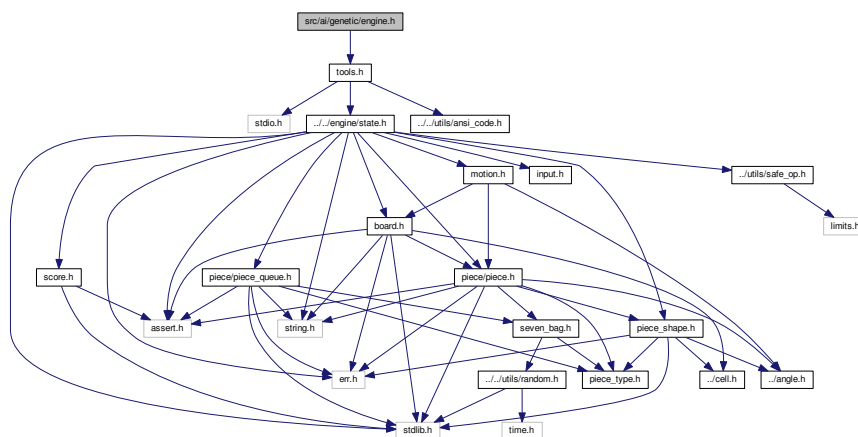 src/ai/genetic/engine.h
tools.h
stdio.h
../../engine/state.h
../../utils/ansi_code.h
motion.h
input.h
../utils/safe_op.h
board.h
limits.h
score.h
piece/piece_queue.h
piece/piece.h
assert.h
string.h
seven_bag.h
piece_shape.h
err.h
../../utils/random.h
piece_type.h
../cell.h
../angle.h
stdlib.h
time.h